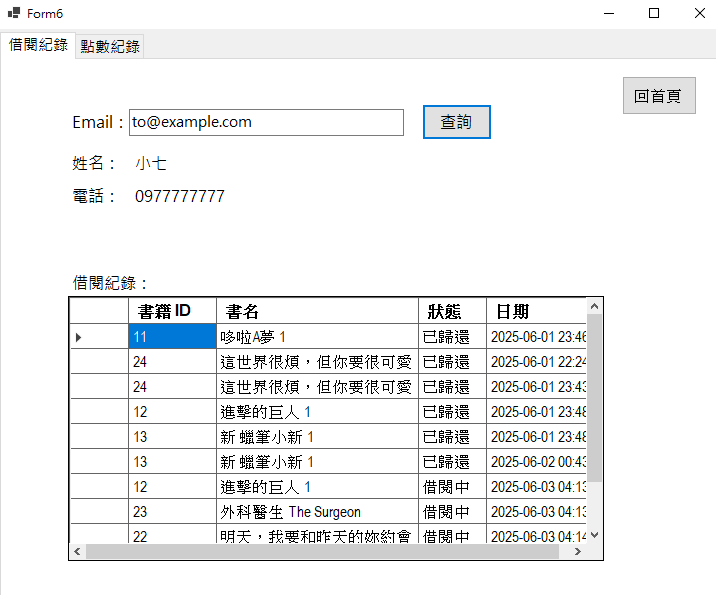 Form6
借閱紀錄 點數紀錄
回首頁
Email : to@example.com 查詢
姓名： 小七
電話： 0977777777
借閱紀錄：
書籍 ID 書名 狀態 日期
11 哆啦A夢 1 已歸還 2025-06-01 23:46
24 這世界很煩，但你要很可愛 已歸還 2025-06-01 22:24
24 這世界很煩，但你要很可愛 已歸還 2025-06-01 23:43
12 進擊的巨人 1 已歸還 2025-06-01 23:48
13 新 蠟筆小新 1 已歸還 2025-06-01 23:48
13 新 蠟筆小新 1 已歸還 2025-06-02 00:43
12 進擊的巨人 1 借閱中 2025-06-03 04:13
23 外科醫生 The Surgeon 借閱中 2025-06-03 04:13
22 明天，我要和昨天的妳約會 借閱中 2025-06-03 04:14